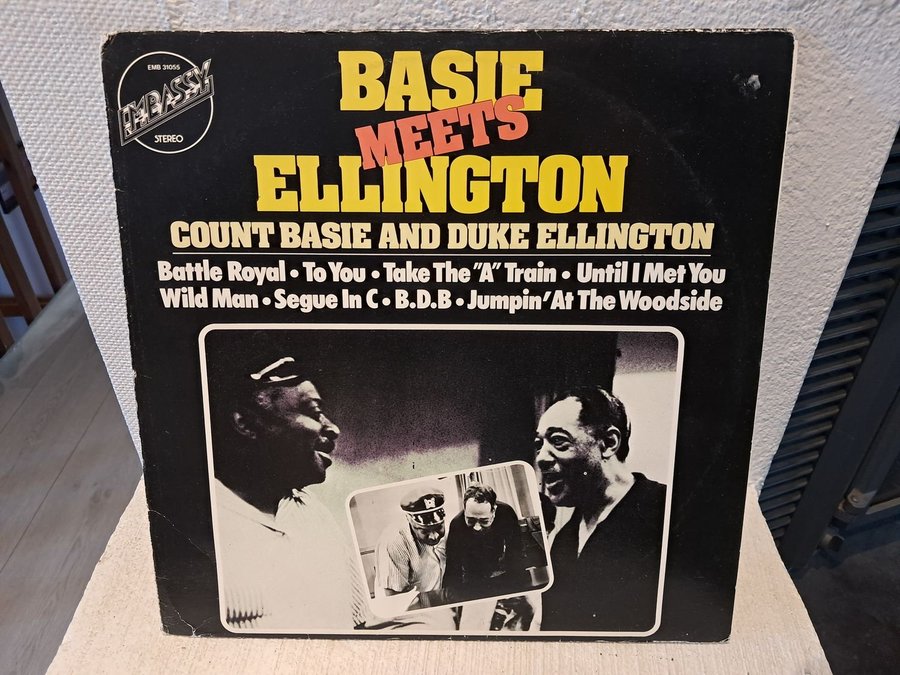 EMB 31055
EMBASSY
STEREO
BASIE
MEETS
ELLINGTON
COUNT BASIE AND DUKE ELLINGTON
Battle Royal • To You • Take The "A" Train • Until I Met You
Wild Man • Segue In C • B.D.B • Jumpin' At The Woodside